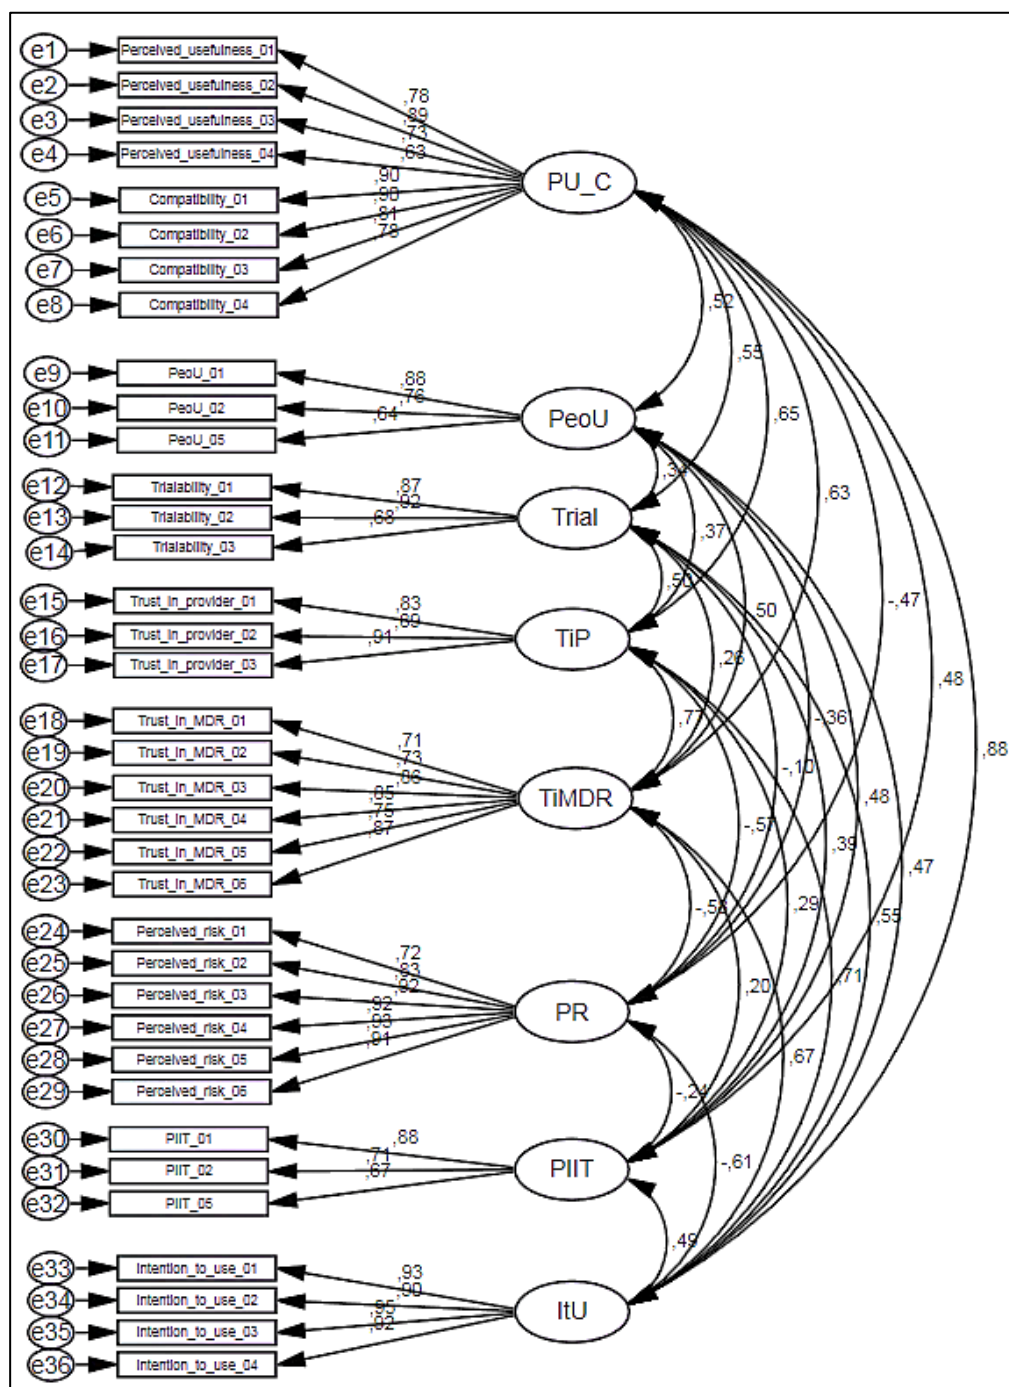 e1 Perceived_usefulness_01
e2 Perceived_usefulness_02
e3 Perceived_usefulness_03
e4 Perceived_usefulness_04
e5 Compatibility_01
e6 Compatibility_02
e7 Compatibility_03
e8 Compatibility_04
,78
,89
,73
,63
,90
,90
,81
,78
PU_C
e9 PeoU_01
e10 PeoU_02
e11 PeoU_05
,88
,76
,64
PeoU
e12 Trialability_01
e13 Trialability_02
e14 Trialability_03
,87
,92
,68
Trial
e15 Trust_in_provider_01
e16 Trust_in_provider_02
e17 Trust_in_provider_03
,83
,69
,91
TiP
e18 Trust_in_MDR_01
e19 Trust_in_MDR_02
e20 Trust_in_MDR_03
e21 Trust_in_MDR_04
e22 Trust_in_MDR_05
e23 Trust_in_MDR_06
,71
,73
,86
,85
,75
,87
TiMDR
e24 Perceived_risk_01
e25 Perceived_risk_02
e26 Perceived_risk_03
e27 Perceived_risk_04
e28 Perceived_risk_05
e29 Perceived_risk_06
,72
,83
,92
,92
,93
,91
PR
e30 PIIT_01
e31 PIIT_02
e32 PIIT_05
,88
,71
,67
PIIT
e33 Intention_to_use_01
e34 Intention_to_use_02
e35 Intention_to_use_03
e36 Intention_to_use_04
,93
,90
,95
,92
ItU
,52
,55
,65
,63
-,47
,48
,88
,34
,37
,50
-,36
,48
,47
,50
,26
-,10
,39
,55
,77
-,57
,29
,71
,20
,67
-,24
-,61
,49